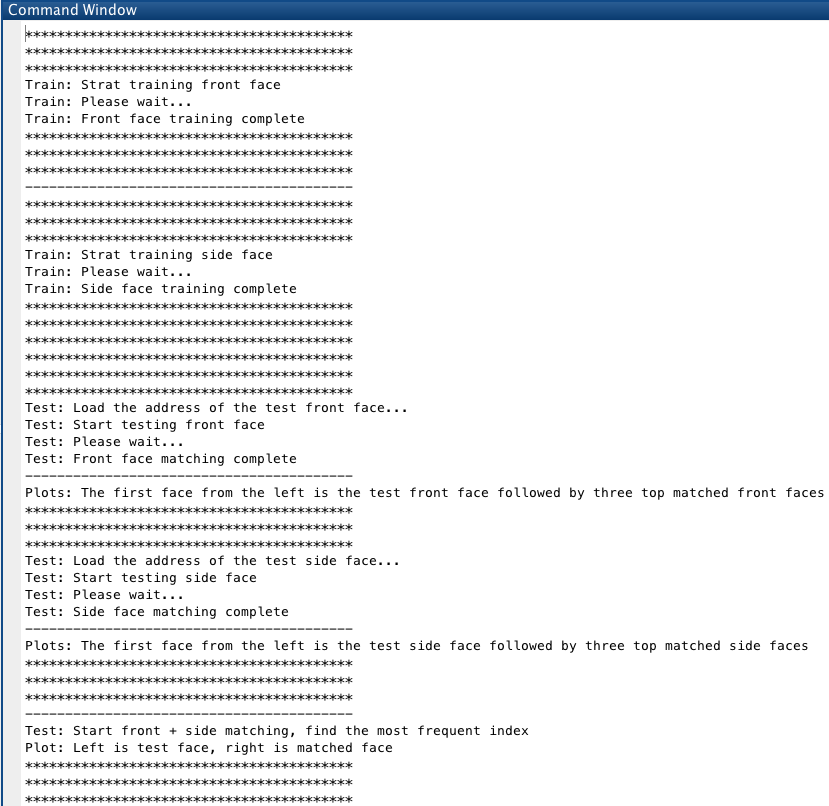 Command Window
*****************************************
*****************************************
*****************************************
Train: Strat training front face
Train: Please wait...
Train: Front face training complete
*****************************************
*****************************************
*****************************************
-----------------------------------------
*****************************************
*****************************************
*****************************************
Train: Strat training side face
Train: Please wait...
Train: Side face training complete
*****************************************
*****************************************
*****************************************
*****************************************
*****************************************
*****************************************
Test: Load the address of the test front face...
Test: Start testing front face
Test: Please wait...
Test: Front face matching complete
-----------------------------------------
Plots: The first face from the left is the test front face followed by three top matched front faces
*****************************************
*****************************************
*****************************************
Test: Load the address of the test side face...
Test: Start testing side face
Test: Please wait...
Test: Side face matching complete
-----------------------------------------
Plots: The first face from the left is the test side face followed by three top matched side faces
*****************************************
*****************************************
*****************************************
-----------------------------------------
Test: Start front + side matching, find the most frequent index
Plot: Left is test face, right is matched face
*****************************************
*****************************************
*****************************************